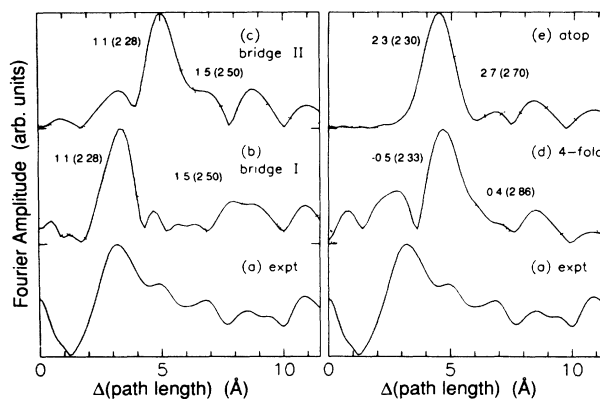 (c)
bridge II
1 1 (2 28)
1 5 (2 50)
(b)
bridge I
1 1 (2 28)
1 5 (2 50)
(a) expt
(e) atop
2 3 (2 30)
2 7 (2 70)
(d) 4-fold
-0 5 (2 33)
0 4 (2 86)
(a) expt
Fourier Amplitude (arb. units)
0 5 10
0 5 10
Δ(path length) (Å)
Δ(path length) (Å)